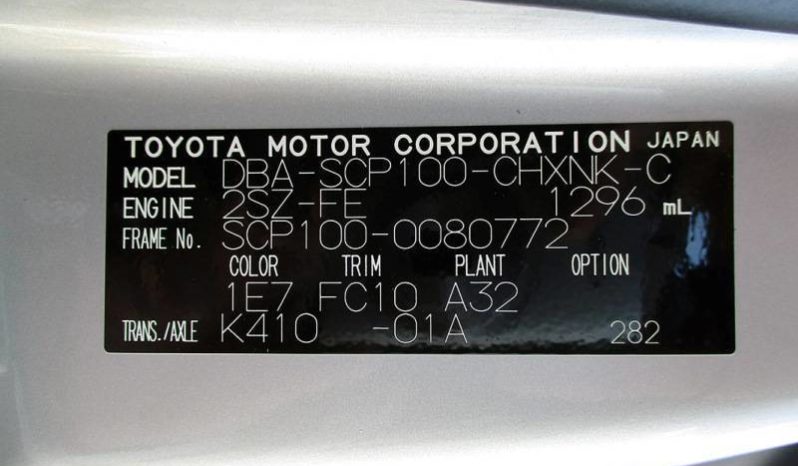 TOYOTA MOTOR CORPORATION JAPAN
MODEL DBA-SCP100-CHXNK-C
ENGINE 2SZ-FE 1296 mL
FRAME No. SCP100-0080772
COLOR TRIM PLANT OPTION
1E7 FC10 A32
TRANS./AXLE K410 -01A 282